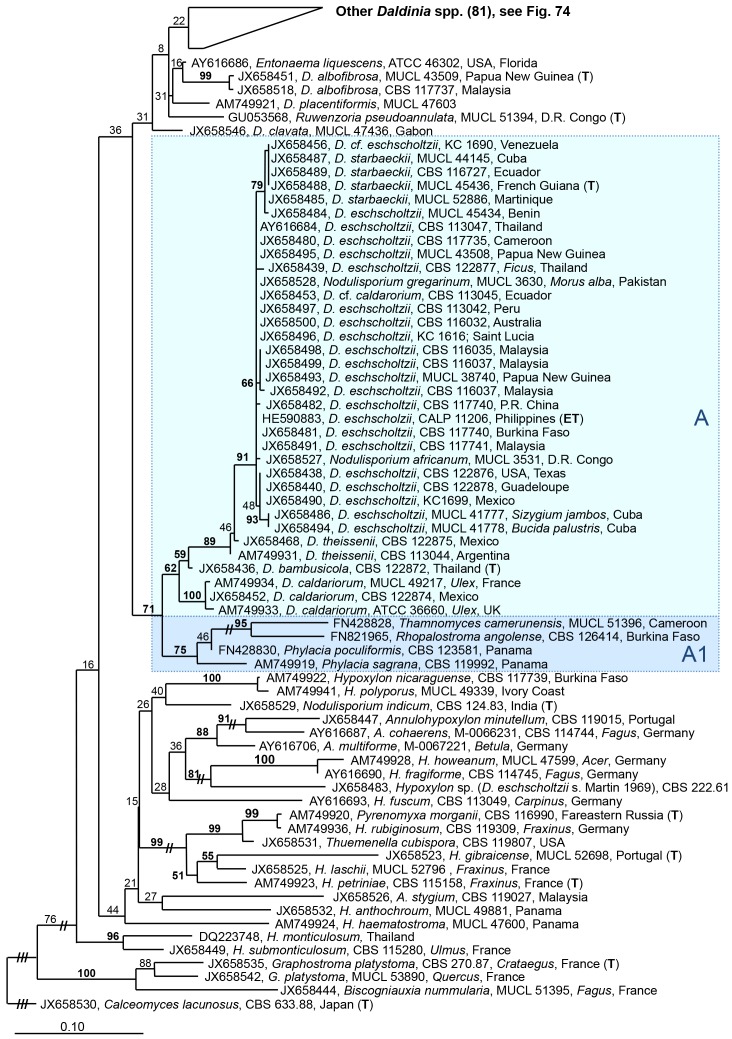 Other Daldinia spp. (81), see Fig. 74
22
8
16
AY616686, Entonaema liquescens, ATCC 46302, USA, Florida
99
JX658451, D. albofibrosa, MUCL 43509, Papua New Guinea (T)
JX658518, D. albofibrosa, CBS 117737, Malaysia
31
AM749921, D. placentiformis, MUCL 47603
GU053568, Ruwenzoria pseudoannulata, MUCL 51394, D.R. Congo (T)
31
36
JX658546, D. clavata, MUCL 47436, Gabon
JX658456, D. cf. eschscholtzii, KC 1690, Venezuela
JX658487, D. starbaeckii, MUCL 44145, Cuba
JX658489, D. starbaeckii, CBS 116727, Ecuador
79
JX658488, D. starbaeckii, MUCL 45436, French Guiana (T)
JX658485, D. starbaeckii, MUCL 52886, Martinique
JX658484, D. eschscholtzii, MUCL 45434, Benin
AY616684, D. eschscholtzii, CBS 113047, Thailand
JX658480, D. eschscholtzii, CBS 117735, Cameroon
JX658495, D. eschscholtzii, MUCL 43508, Papua New Guinea
JX658439, D. eschscholtzii, CBS 122877, Ficus, Thailand
JX658528, Nodulisporium gregarinum, MUCL 3630, Morus alba, Pakistan
JX658453, D. cf. caldarorium, CBS 113045, Ecuador
JX658497, D. eschscholtzii, CBS 113042, Peru
JX658500, D. eschscholtzii, CBS 116032, Australia
JX658496, D. eschscholtzii, KC 1616; Saint Lucia
JX658498, D. eschscholtzii, CBS 116035, Malaysia
JX658499, D. eschscholtzii, CBS 116037, Malaysia
66
JX658493, D. eschscholtzii, MUCL 38740, Papua New Guinea
JX658492, D. eschscholtzii, CBS 116037, Malaysia
JX658482, D. eschscholtzii, CBS 117740, P.R. China
HE590883, D. eschscholzii, CALP 11206, Philippines (ET)
A
JX658481, D. eschscholtzii, CBS 117740, Burkina Faso
JX658491, D. eschscholtzii, CBS 117741, Malaysia
91
JX658527, Nodulisporium africanum, MUCL 3531, D.R. Congo
JX658438, D. eschscholtzii, CBS 122876, USA, Texas
JX658440, D. eschscholtzii, CBS 122878, Guadeloupe
JX658490, D. eschscholtzii, KC1699, Mexico
48
JX658486, D. eschscholtzii, MUCL 41777, Sizygium jambos, Cuba
93
JX658494, D. eschscholtzii, MUCL 41778, Bucida palustris, Cuba
46
JX658468, D. theissenii, CBS 122875, Mexico
89
AM749931, D. theissenii, CBS 113044, Argentina
59
JX658436, D. bambusicola, CBS 122872, Thailand (T)
62
AM749934, D. caldariorum, MUCL 49217, Ulex, France
100
JX658452, D. caldariorum, CBS 122874, Mexico
AM749933, D. caldariorum, ATCC 36660, Ulex, UK
71
95
FN428828, Thamnomyces camerunensis, MUCL 51396, Cameroon
46
FN821965, Rhopalostroma angolense, CBS 126414, Burkina Faso
75
FN428830, Phylacia poculiformis, CBS 123581, Panama
A1
AM749919, Phylacia sagrana, CBS 119992, Panama
16
100
AM749922, Hypoxylon nicaraguense, CBS 117739, Burkina Faso
40
AM749941, H. polyporus, MUCL 49339, Ivory Coast
26
JX658529, Nodulisporium indicum, CBS 124.83, India (T)
91
JX658447, Annulohypoxylon minutellum, CBS 119015, Portugal
88
AY616687, A. cohaerens, M-0066231, CBS 114744, Fagus, Germany
36
AY616706, A. multiforme, M-0067221, Betula, Germany
100
AM749928, H. howeanum, MUCL 47599, Acer, Germany
81
AY616690, H. fragiforme, CBS 114745, Fagus, Germany
JX658483, Hypoxylon sp. (D. eschscholtzii s. Martin 1969), CBS 222.61
28
AY616693, H. fuscum, CBS 113049, Carpinus, Germany
15
99
AM749920, Pyrenomyxa morganii, CBS 116990, Fareastern Russia (T)
99
AM749936, H. rubiginosum, CBS 119309, Fraxinus, Germany
99
JX658531, Thuemenella cubispora, CBS 119807, USA
55
JX658523, H. gibraicense, MUCL 52698, Portugal (T)
JX658525, H. laschii, MUCL 52796 , Fraxinus, France
51
AM749923, H. petriniae, CBS 115158, Fraxinus, France (T)
21
27
JX658526, A. stygium, CBS 119027, Malaysia
JX658532, H. anthochroum, MUCL 49881, Panama
44
AM749924, H. haematostroma, MUCL 47600, Panama
76
96
DQ223748, H. monticulosum, Thailand
JX658449, H. submonticulosum, CBS 115280, Ulmus, France
88
JX658535, Graphostroma platystoma, CBS 270.87, Crataegus, France (T)
100
JX658542, G. platystoma, MUCL 53890, Quercus, France
JX658444, Biscogniauxia nummularia, MUCL 51395, Fagus, France
JX658530, Calceomyces lacunosus, CBS 633.88, Japan (T)
0.10